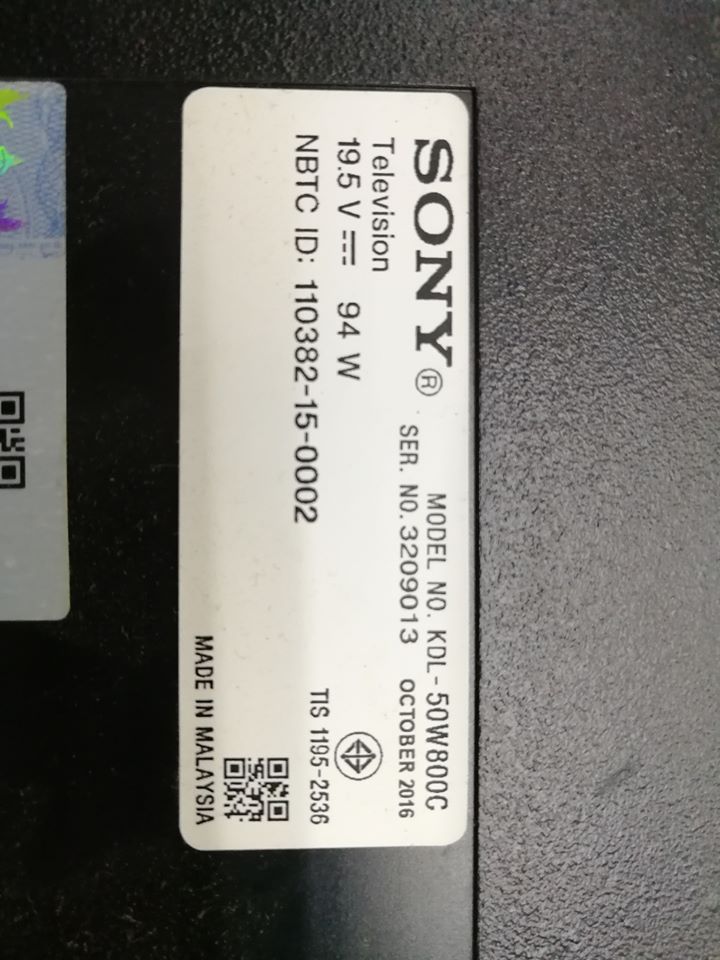 SONY® MODEL NO. KDL-50W800C
SER. NO. 3209013 OCTOBER 2016
Television
19.5 V ⎓ 94 W
NBTC ID: 110382-15-0002
TIS 1195-2536
MADE IN MALAYSIA